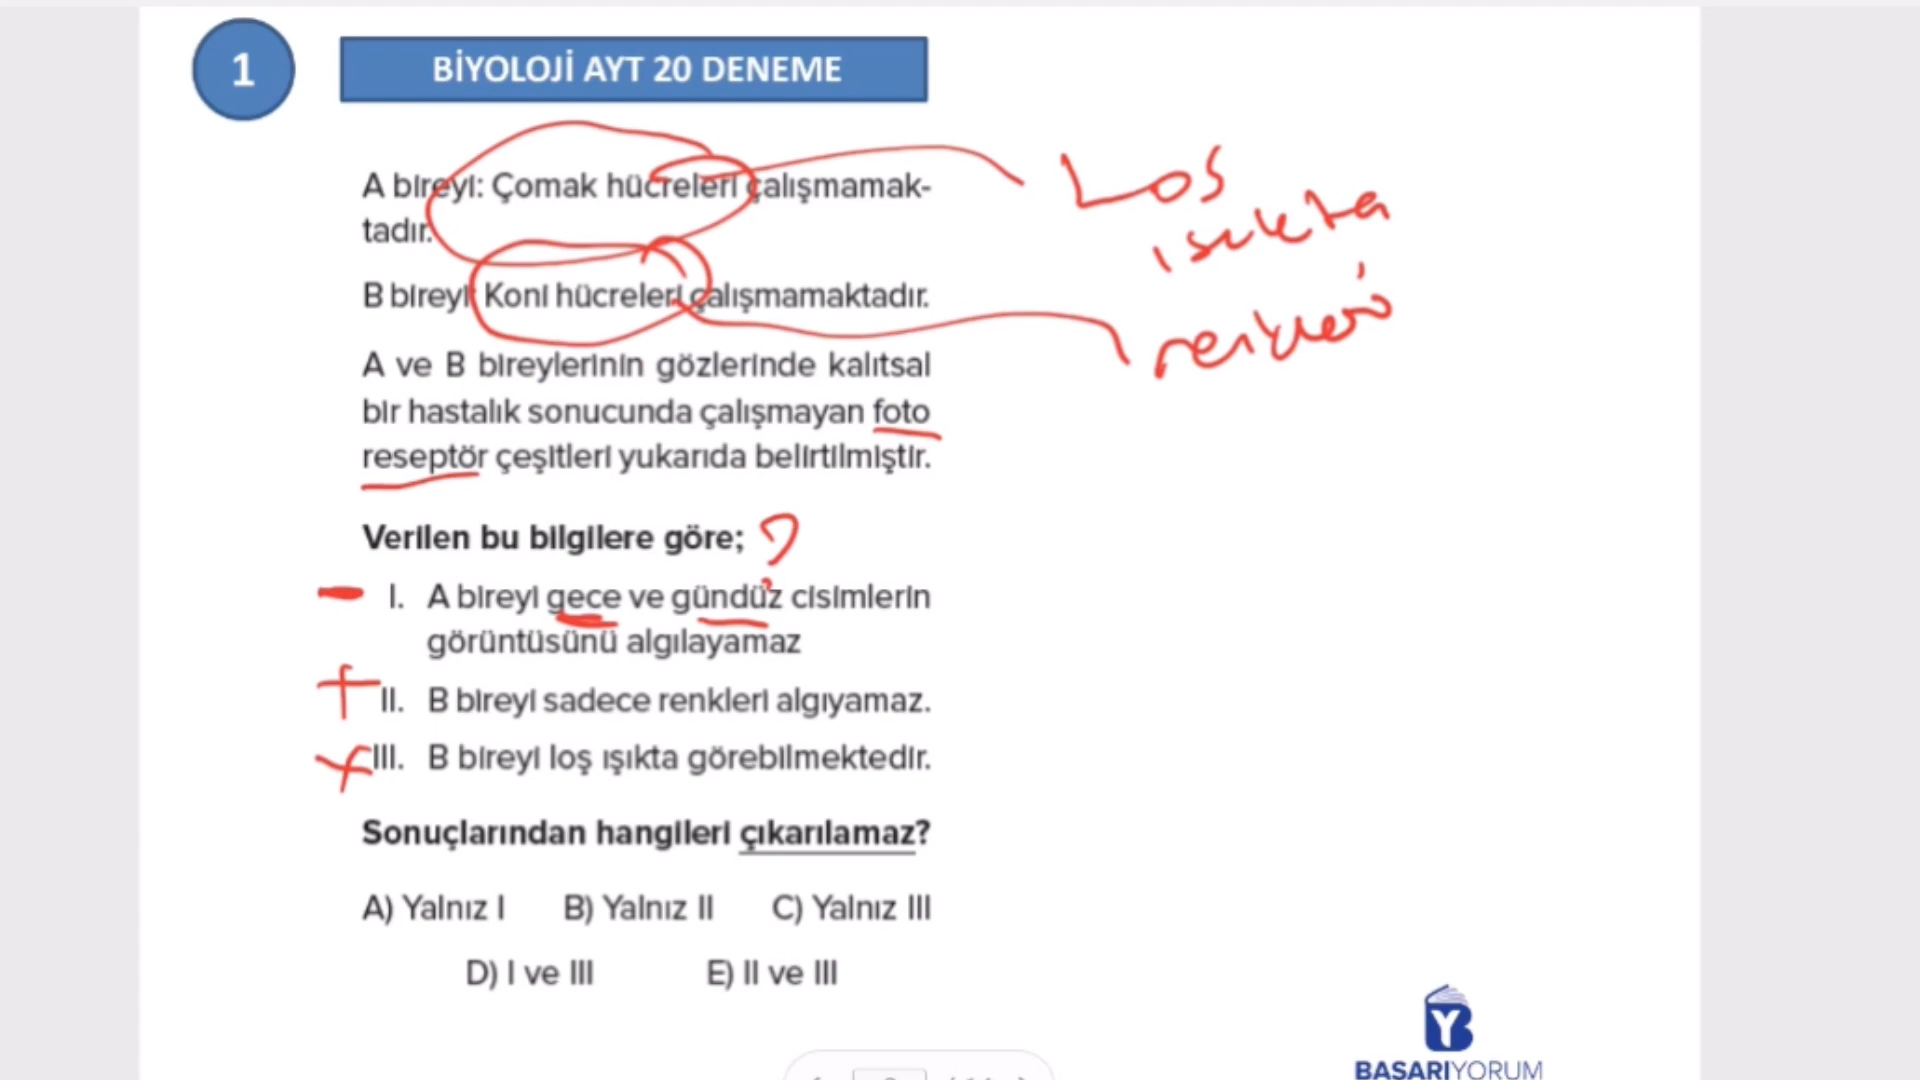 1
BİYOLOJİ AYT 20 DENEME
A bireyi: Çomak hücreleri çalışmamak-
tadır.
Loş
ışıkta
B bireyi: Koni hücreleri çalışmamaktadır.
renkleri
A ve B bireylerinin gözlerinde kalıtsal
bir hastalık sonucunda çalışmayan foto
reseptör çeşitleri yukarıda belirtilmiştir.
Verilen bu bilgilere göre; ?
I. A bireyi gece ve gündüz cisimlerin
görüntüsünü algılayamaz
II. B bireyi sadece renkleri algıyamaz.
III. B bireyi loş ışıkta görebilmektedir.
Sonuçlarından hangileri çıkarılamaz?
A) Yalnız I B) Yalnız II C) Yalnız III
D) I ve III E) II ve III
BASARIYORUM